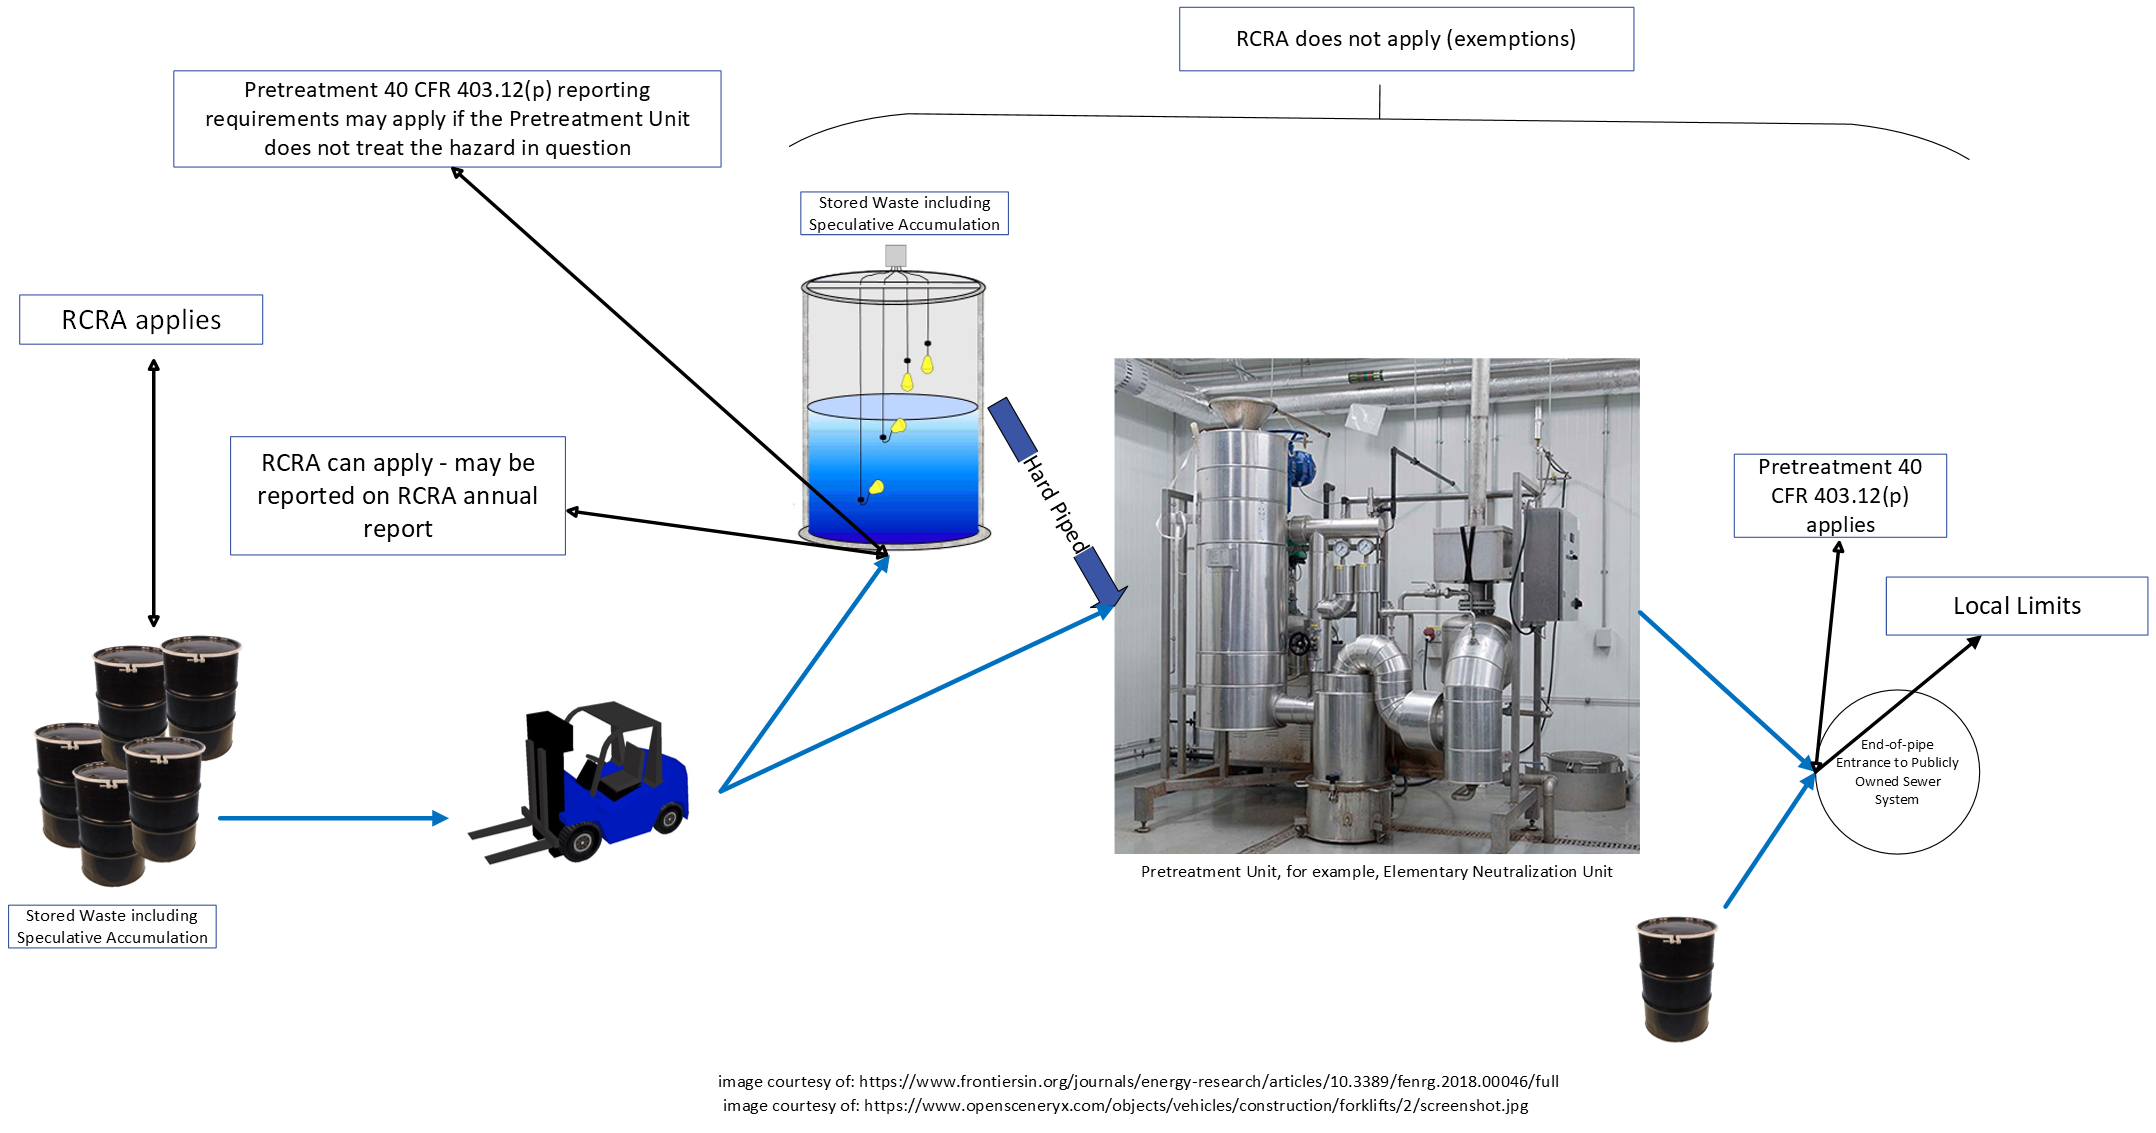 RCRA does not apply (exemptions)
Pretreatment 40 CFR 403.12(p) reporting
requirements may apply if the Pretreatment Unit
does not treat the hazard in question
Stored Waste including
Speculative Accumulation
RCRA applies
RCRA can apply - may be
reported on RCRA annual
report
Hard Piped
Pretreatment 40
CFR 403.12(p)
applies
Local Limits
End-of-pipe
Entrance to Publicly
Owned Sewer
System
Pretreatment Unit, for example, Elementary Neutralization Unit
Stored Waste including
Speculative Accumulation
image courtesy of: https://www.frontiersin.org/journals/energy-research/articles/10.3389/fenrg.2018.00046/full
image courtesy of: https://www.opensceneryx.com/objects/vehicles/construction/forklifts/2/screenshot.jpg